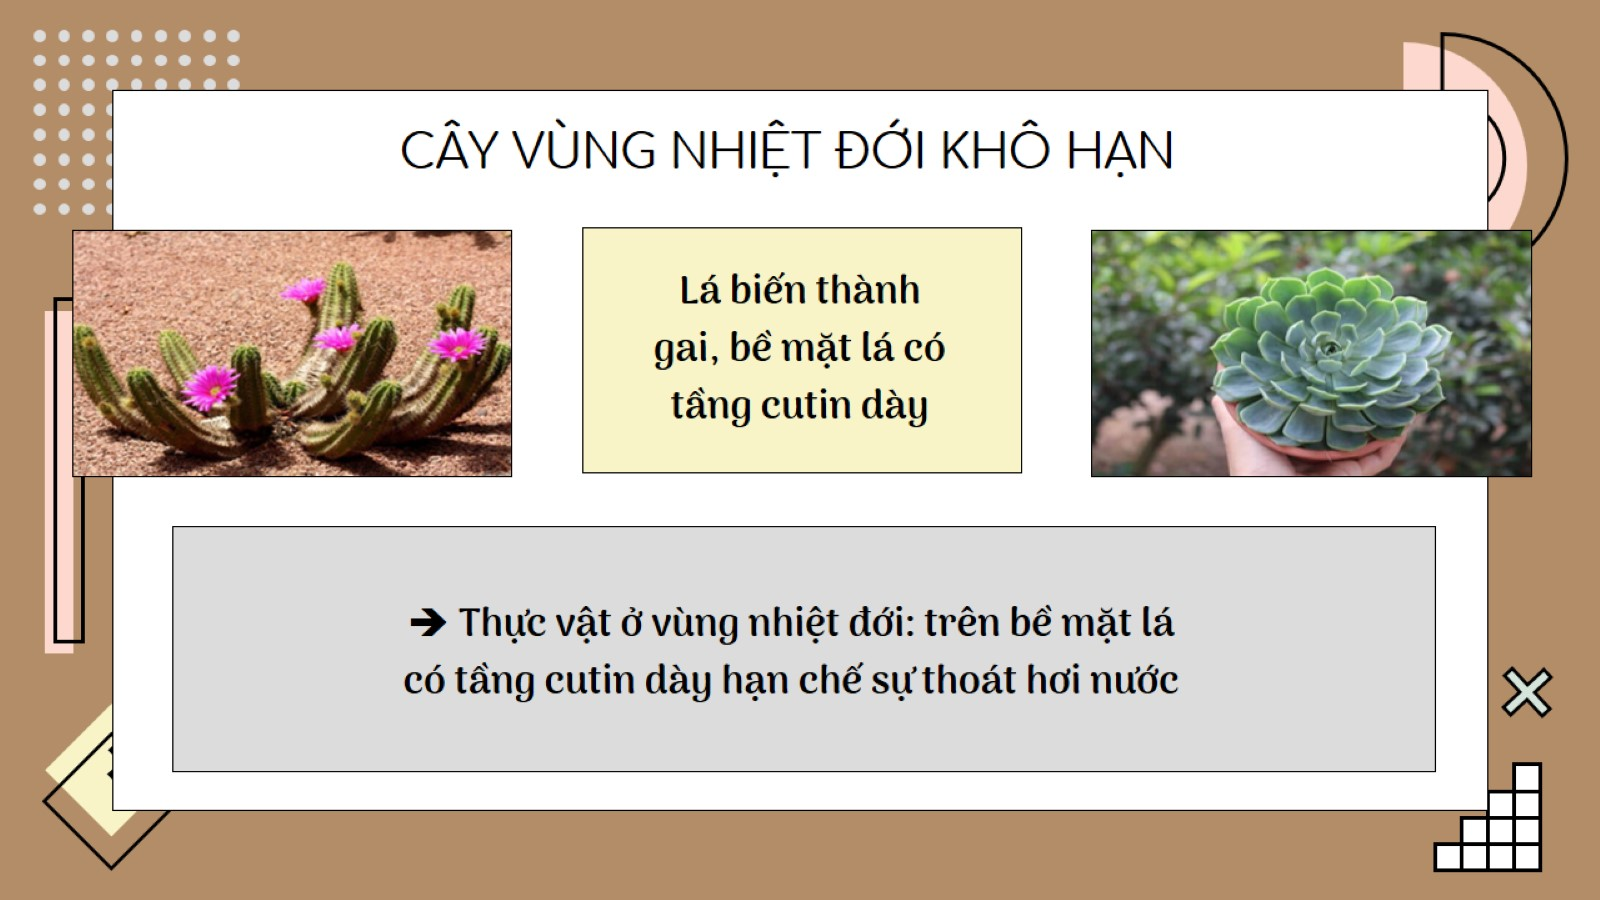 CÂY VÙNG NHIỆT ĐỚI KHÔ HẠN
Lá biến thành
gai, bề mặt lá có
tầng cutin dày
➔ Thực vật ở vùng nhiệt đới: trên bề mặt lá
có tầng cutin dày hạn chế sự thoát hơi nước